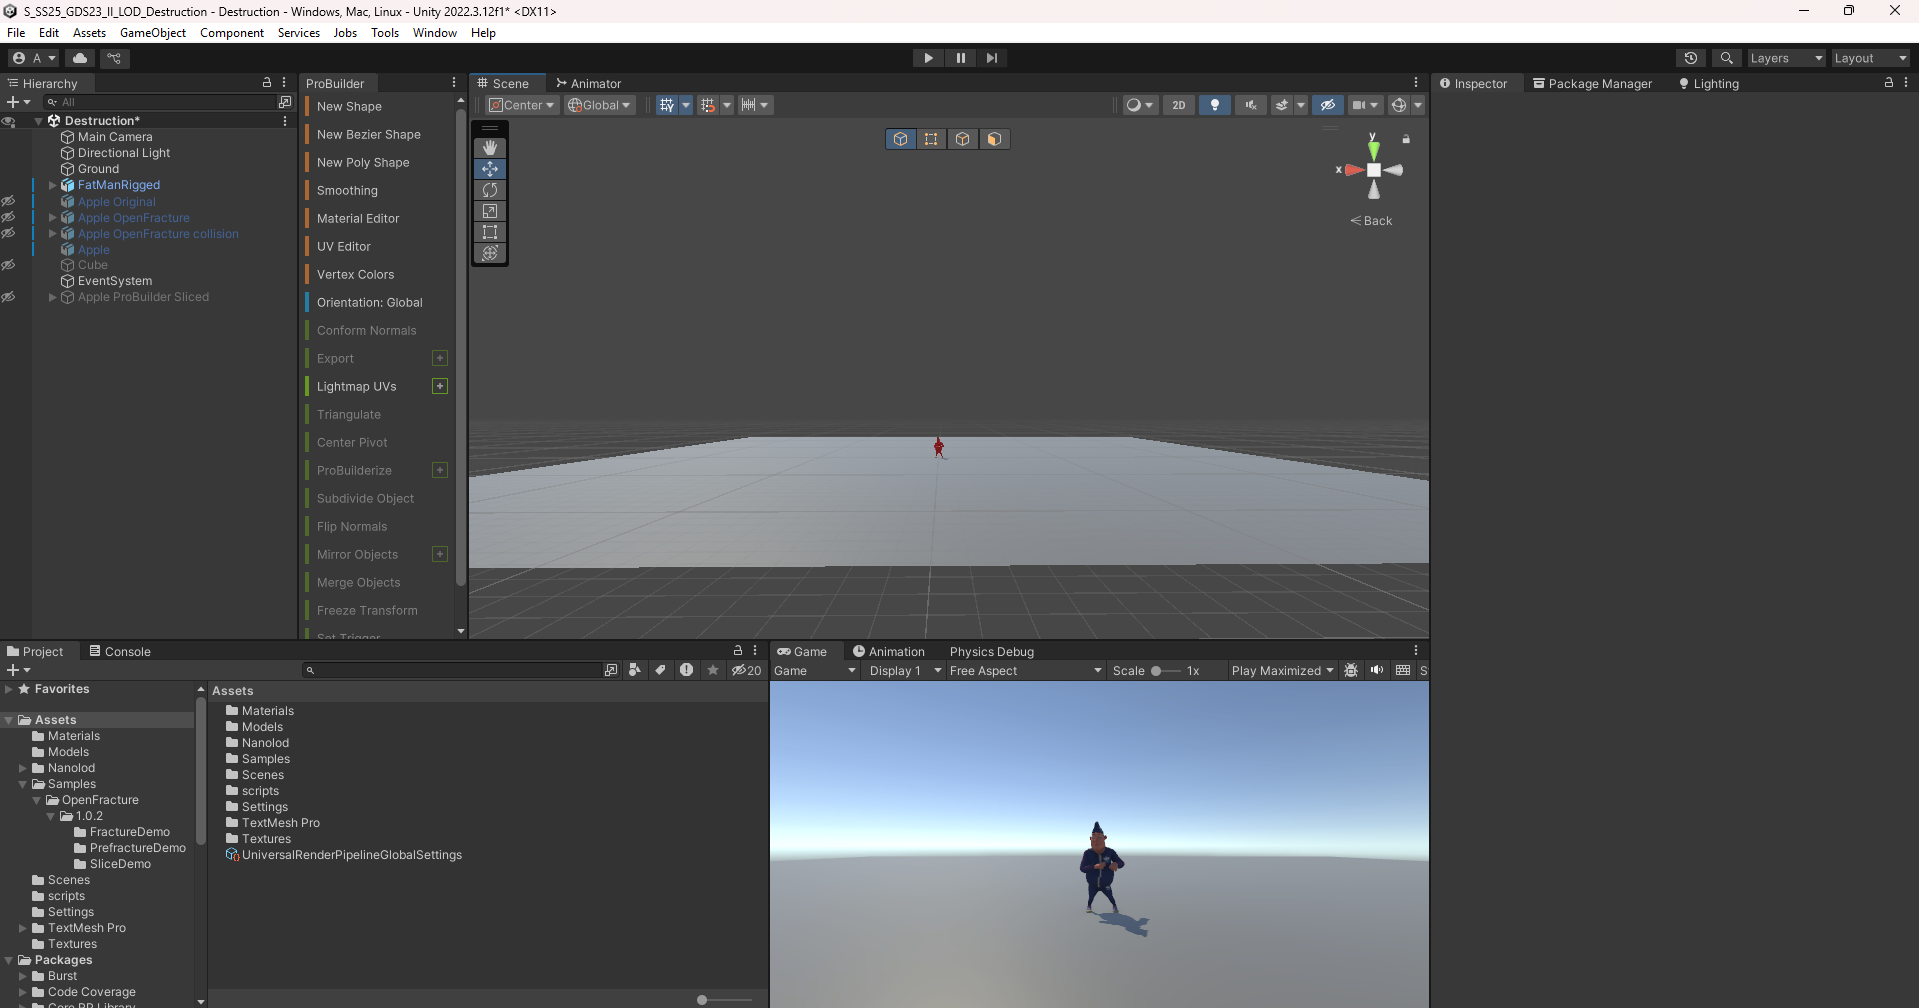 S_SS25_GDS23_II_LOD_Destruction - Destruction - Windows, Mac, Linux - Unity 2022.3.12f1* <DX11>
File Edit Assets GameObject Component Services Jobs Tools Window Help
A Layers Layout
Hierarchy
All
Destruction*
Main Camera
Directional Light
Ground
FatManRigged
Apple Original
Apple OpenFracture
Apple OpenFracture collision
Apple
Cube
EventSystem
Apple ProBuilder Sliced
ProBuilder
New Shape
New Bezier Shape
New Poly Shape
Smoothing
Material Editor
UV Editor
Vertex Colors
Orientation: Global
Conform Normals
Export
Lightmap UVs
Triangulate
Center Pivot
ProBuilderize
Subdivide Object
Flip Normals
Mirror Objects
Merge Objects
Freeze Transform
Set Trigger
Scene Animator
Center Global 2D
y
x
Back
Inspector Package Manager Lighting
Project Console
20
Favorites
Assets
Materials
Models
Nanolod
Samples
OpenFracture
1.0.2
FractureDemo
PrefractureDemo
SliceDemo
Scenes
scripts
Settings
TextMesh Pro
Textures
Packages
Burst
Code Coverage
Core RP Library
Assets
Materials
Models
Nanolod
Samples
Scenes
scripts
Settings
TextMesh Pro
Textures
UniversalRenderPipelineGlobalSettings
Game Animation Physics Debug
Game Display 1 Free Aspect Scale 1x Play Maximized S